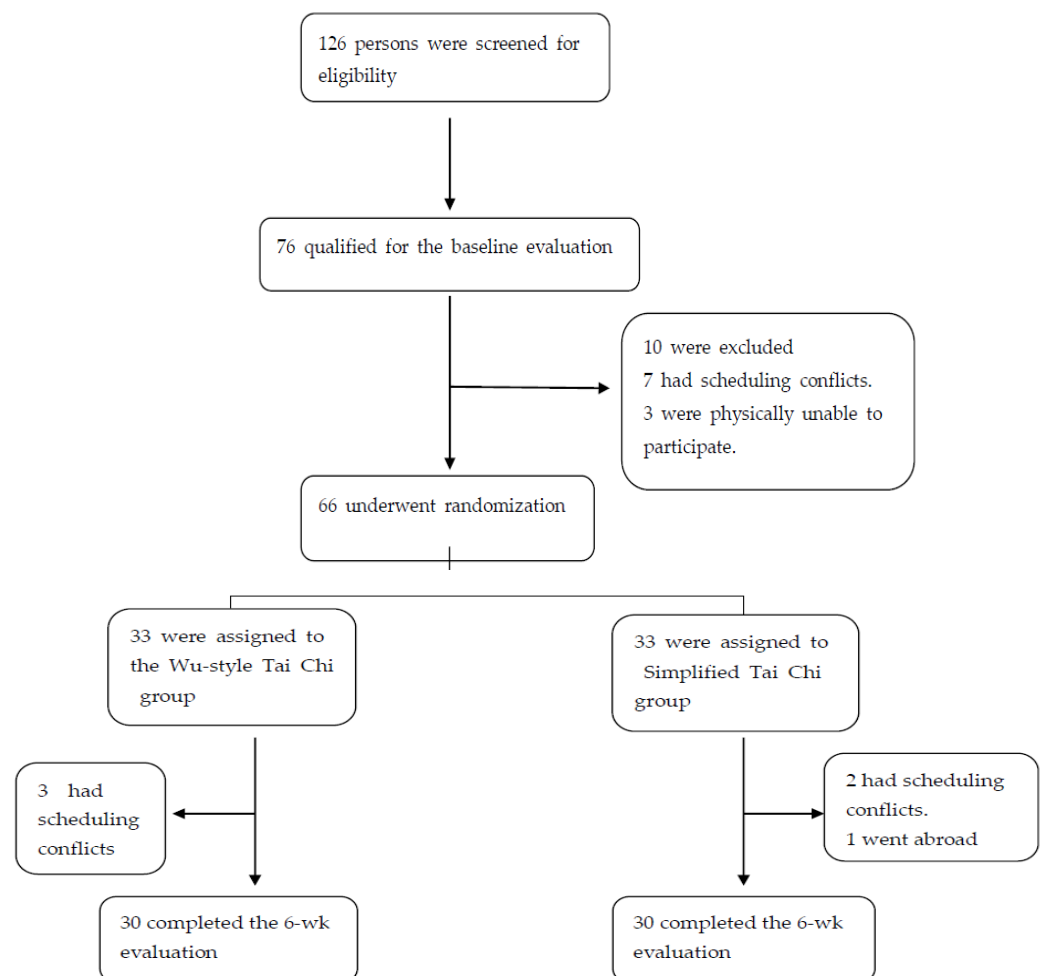 126 persons were screened for
eligibility
76 qualified for the baseline evaluation
10 were excluded
7 had scheduling conflicts.
3 were physically unable to
participate.
66 underwent randomization
33 were assigned to
the Wu-style Tai Chi
group
33 were assigned to
Simplified Tai Chi
group
3 had
scheduling
conflicts
2 had scheduling
conflicts.
1 went abroad
30 completed the 6-wk
evaluation
30 completed the 6-wk
evaluation